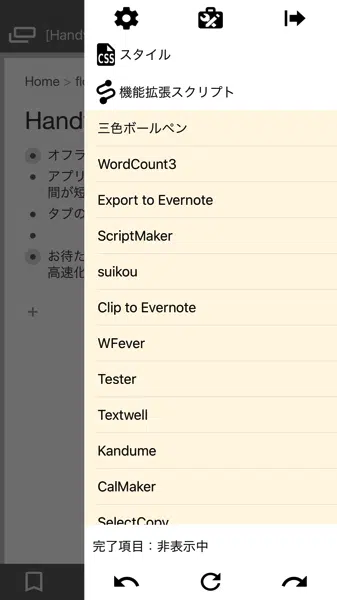 [Hand
Home > flo
Hand
オフラ
アプリ
間が短
タブの
お待た
高速化
CSS
スタイル
機能拡張スクリプト
三色ボールペン
WordCount3
Export to Evernote
ScriptMaker
suikou
Clip to Evernote
WFever
Tester
Textwell
Kandume
CalMaker
SelectCopy
完了項目：非表示中